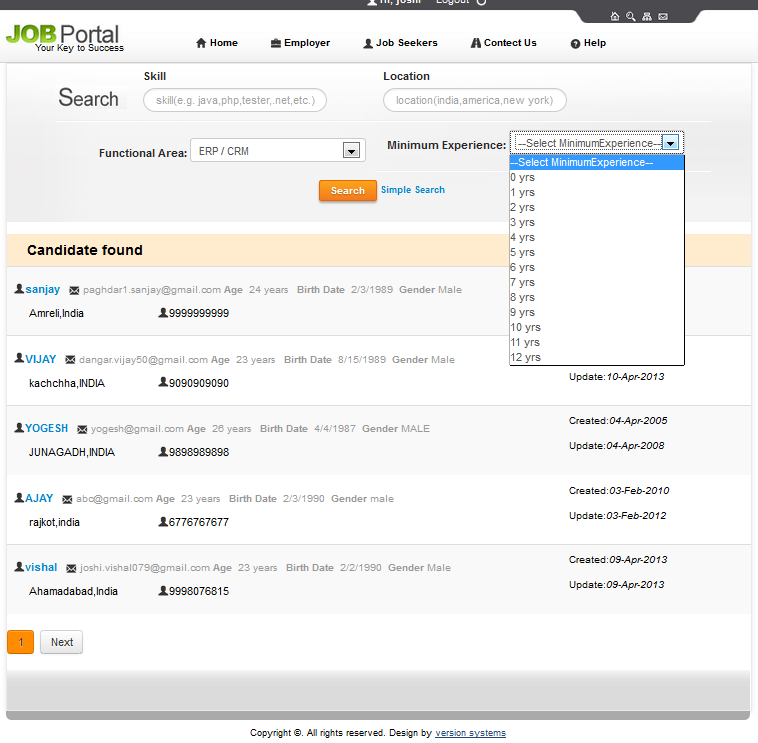 Hi, joshi Logout
JOB Portal
Your Key to Success
Home Employer Job Seekers Contact Us Help
Skill Location
Search skill(e.g. java,php,tester,.net,etc.) location(india,america,new york)
Functional Area: ERP / CRM Minimum Experience: --Select MinimumExperience--
--Select MinimumExperience--
0 yrs
1 yrs
2 yrs
3 yrs
4 yrs
5 yrs
6 yrs
7 yrs
8 yrs
9 yrs
10 yrs
11 yrs
12 yrs
Search Simple Search
Candidate found
sanjay paghdar1.sanjay@gmail.com Age 24 years Birth Date 2/3/1989 Gender Male
Amreli,India 9999999999
VIJAY dangar.vijay50@gmail.com Age 23 years Birth Date 8/15/1989 Gender Male
kachchha,INDIA 9090909090 Update:10-Apr-2013
YOGESH yogesh@gmail.com Age 26 years Birth Date 4/4/1987 Gender MALE Created:04-Apr-2005
JUNAGADH,INDIA 9898989898 Update:04-Apr-2008
AJAY abc@gmail.com Age 23 years Birth Date 2/3/1990 Gender male Created:03-Feb-2010
rajkot,india 6776767677 Update:03-Feb-2012
vishal joshi.vishal079@gmail.com Age 23 years Birth Date 2/2/1990 Gender Male Created:09-Apr-2013
Ahamadabad,India 9998076815 Update:09-Apr-2013
1 Next
Copyright ©. All rights reserved. Design by version systems